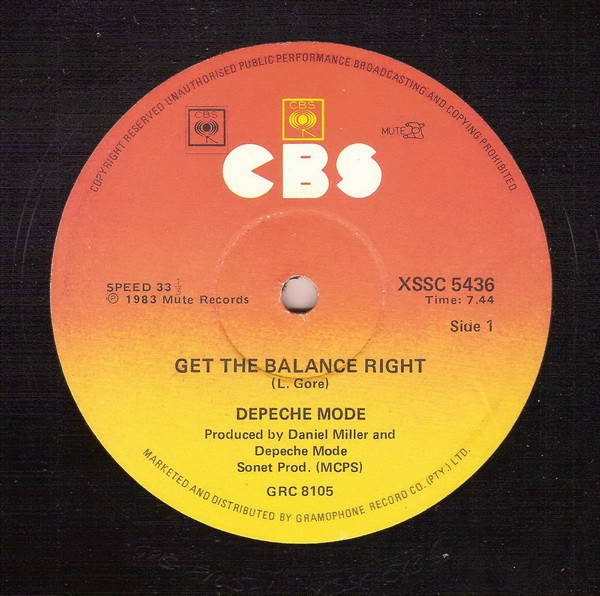 COPYRIGHT RESERVED UNAUTHORISED PUBLIC PERFORMANCE BROADCASTING AND COPYING PROHIBITED
CBS
CBS
MUTE
CBS
SPEED 33 1/3
℗ 1983 Mute Records
XSSC 5436
Time: 7.44
Side 1
GET THE BALANCE RIGHT
(L. Gore)
DEPECHE MODE
Produced by Daniel Miller and
Depeche Mode
Sonet Prod. (MCPS)
GRC 8105
MARKETED AND DISTRIBUTED BY GRAMOPHONE RECORD CO. (PTY.) LTD.